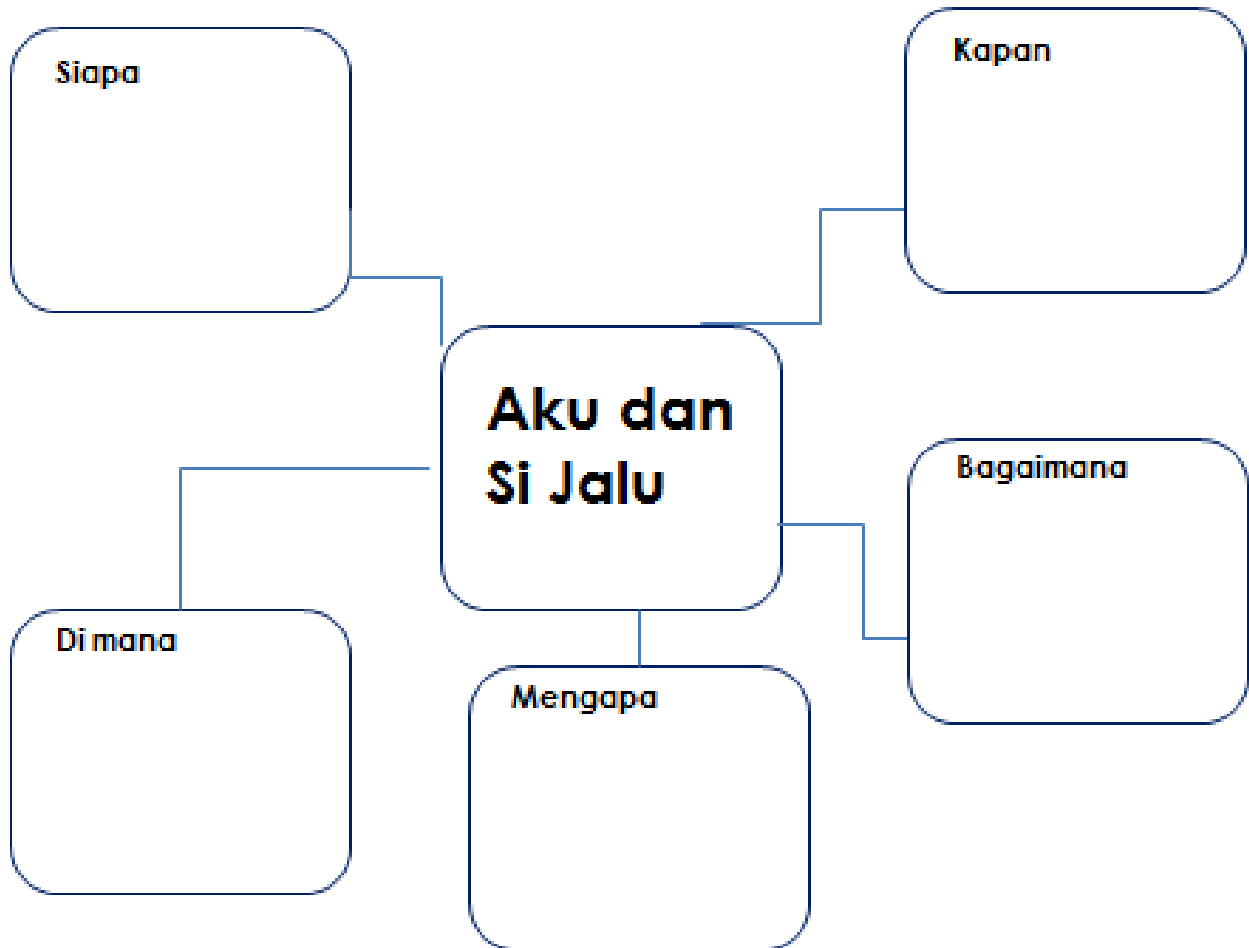 Siapa
Kapan
Aku dan
Si Jalu
Bagaimana
Di mana
Mengapa